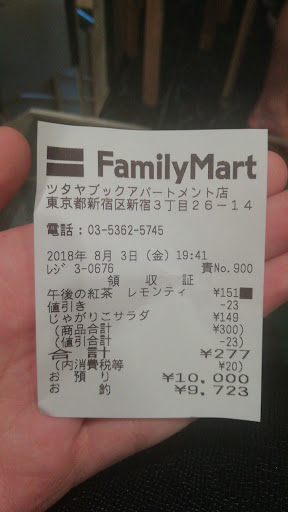 FamilyMart
ツタヤブックアパートメント店
東京都新宿区新宿3丁目26-14
電話:03-5362-5745
2018年 8月 3日(金)19:41
レジ 3-0676 責No.900
領 収 証
午後の紅茶 レモンティ ¥151
値引き -23
じゃがりこサラダ ¥149
(商品合計 ¥300)
(値引合計 -23)
合 計 ¥277
(内消費税等 ¥20)
お 預 り ¥10,000
お 釣 ¥9,723